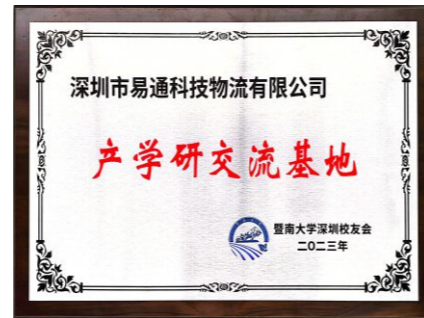 深圳市易通科技物流有限公司
产学研交流基地
暨南大学深圳校友会
二〇二三年